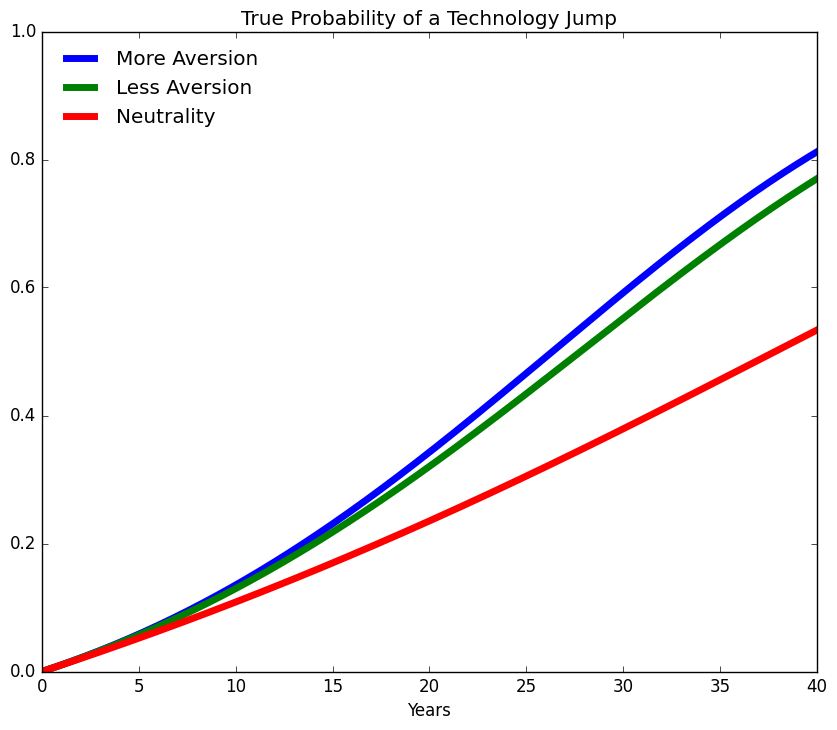 True Probability of a Technology Jump
1.0
More Aversion
Less Aversion
Neutrality
0.8
0.6
0.4
0.2
0.0
0 5 10 15 20 25 30 35 40
Years